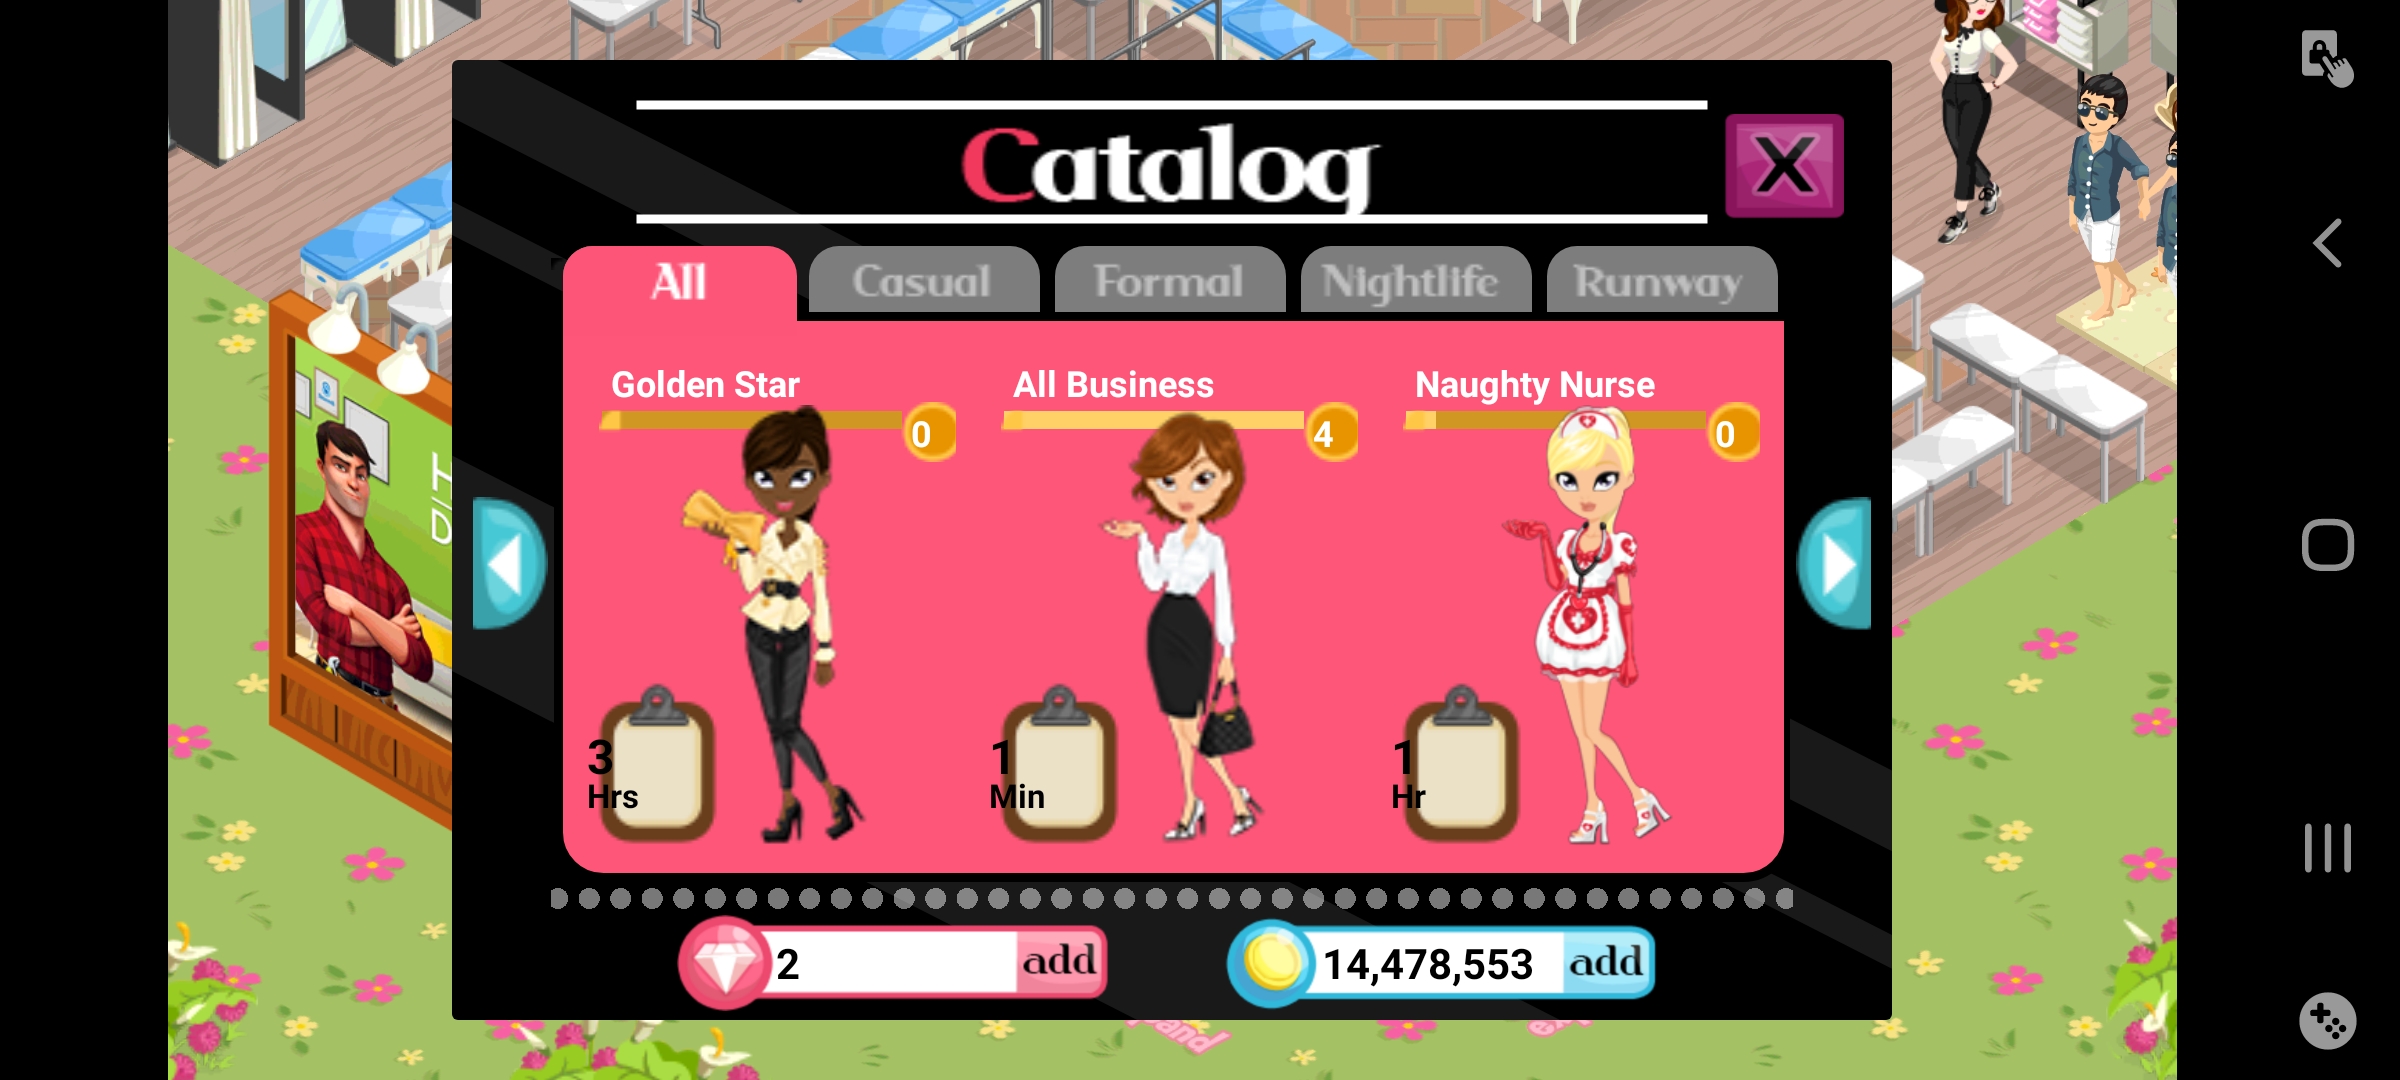 Catalog
X
All Casual Formal Nightlife Runway
Golden Star All Business Naughty Nurse
0 4 0
H
D
3 Hrs
1 Min
1 Hr
2 add 14,478,553 add